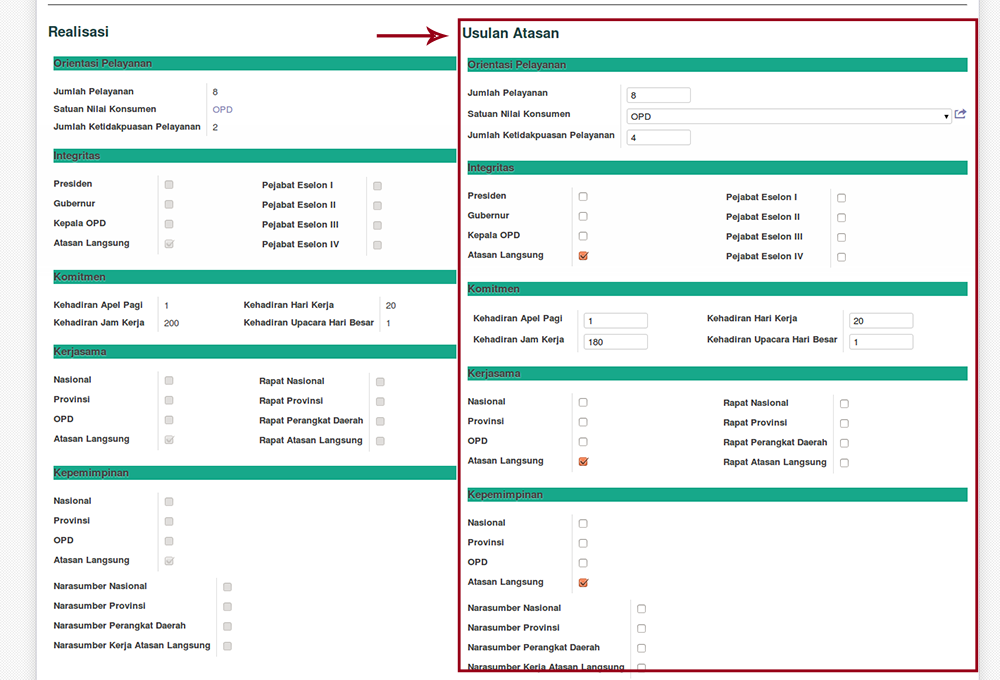 Realisasi
Orientasi Pelayanan
Jumlah Pelayanan 8
Satuan Nilai Konsumen OPD
Jumlah Ketidakpuasan Pelayanan 2
Integritas
Presiden Pejabat Eselon I
Gubernur Pejabat Eselon II
Kepala OPD Pejabat Eselon III
Atasan Langsung Pejabat Eselon IV
Komitmen
Kehadiran Apel Pagi 1 Kehadiran Hari Kerja 20
Kehadiran Jam Kerja 200 Kehadiran Upacara Hari Besar 1
Kerjasama
Nasional Rapat Nasional
Provinsi Rapat Provinsi
OPD Rapat Perangkat Daerah
Atasan Langsung Rapat Atasan Langsung
Kepemimpinan
Nasional
Provinsi
OPD
Atasan Langsung
Narasumber Nasional
Narasumber Provinsi
Narasumber Perangkat Daerah
Narasumber Kerja Atasan Langsung
Usulan Atasan
Orientasi Pelayanan
Jumlah Pelayanan 8
Satuan Nilai Konsumen OPD
Jumlah Ketidakpuasan Pelayanan 4
Integritas
Presiden Pejabat Eselon I
Gubernur Pejabat Eselon II
Kepala OPD Pejabat Eselon III
Atasan Langsung Pejabat Eselon IV
Komitmen
Kehadiran Apel Pagi 1 Kehadiran Hari Kerja 20
Kehadiran Jam Kerja 180 Kehadiran Upacara Hari Besar 1
Kerjasama
Nasional Rapat Nasional
Provinsi Rapat Provinsi
OPD Rapat Perangkat Daerah
Atasan Langsung Rapat Atasan Langsung
Kepemimpinan
Nasional
Provinsi
OPD
Atasan Langsung
Narasumber Nasional
Narasumber Provinsi
Narasumber Perangkat Daerah
Narasumber Kerja Atasan Langsung